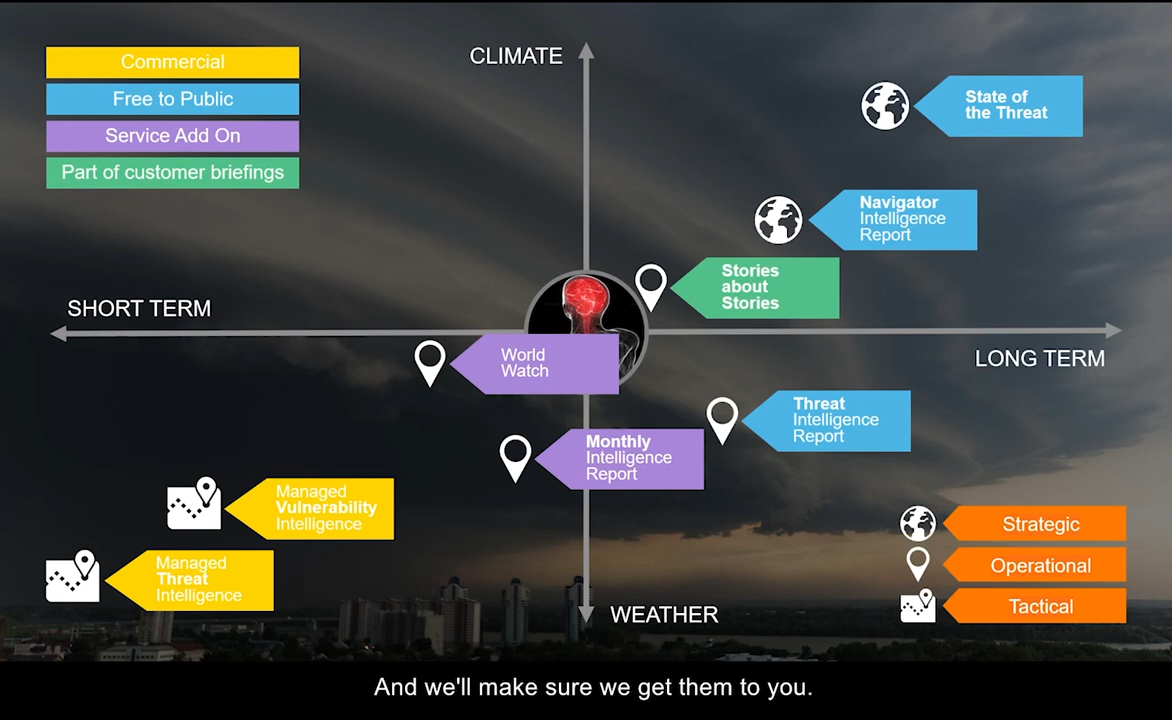 Commercial
Free to Public
Service Add On
Part of customer briefings
CLIMATE
State of
the Threat
Navigator
Intelligence
Report
Stories
about
Stories
SHORT TERM
LONG TERM
World
Watch
Threat
Intelligence
Report
Monthly
Intelligence
Report
Managed
Vulnerability
Intelligence
Managed
Threat
Intelligence
Strategic
Operational
Tactical
WEATHER
And we'll make sure we get them to you.